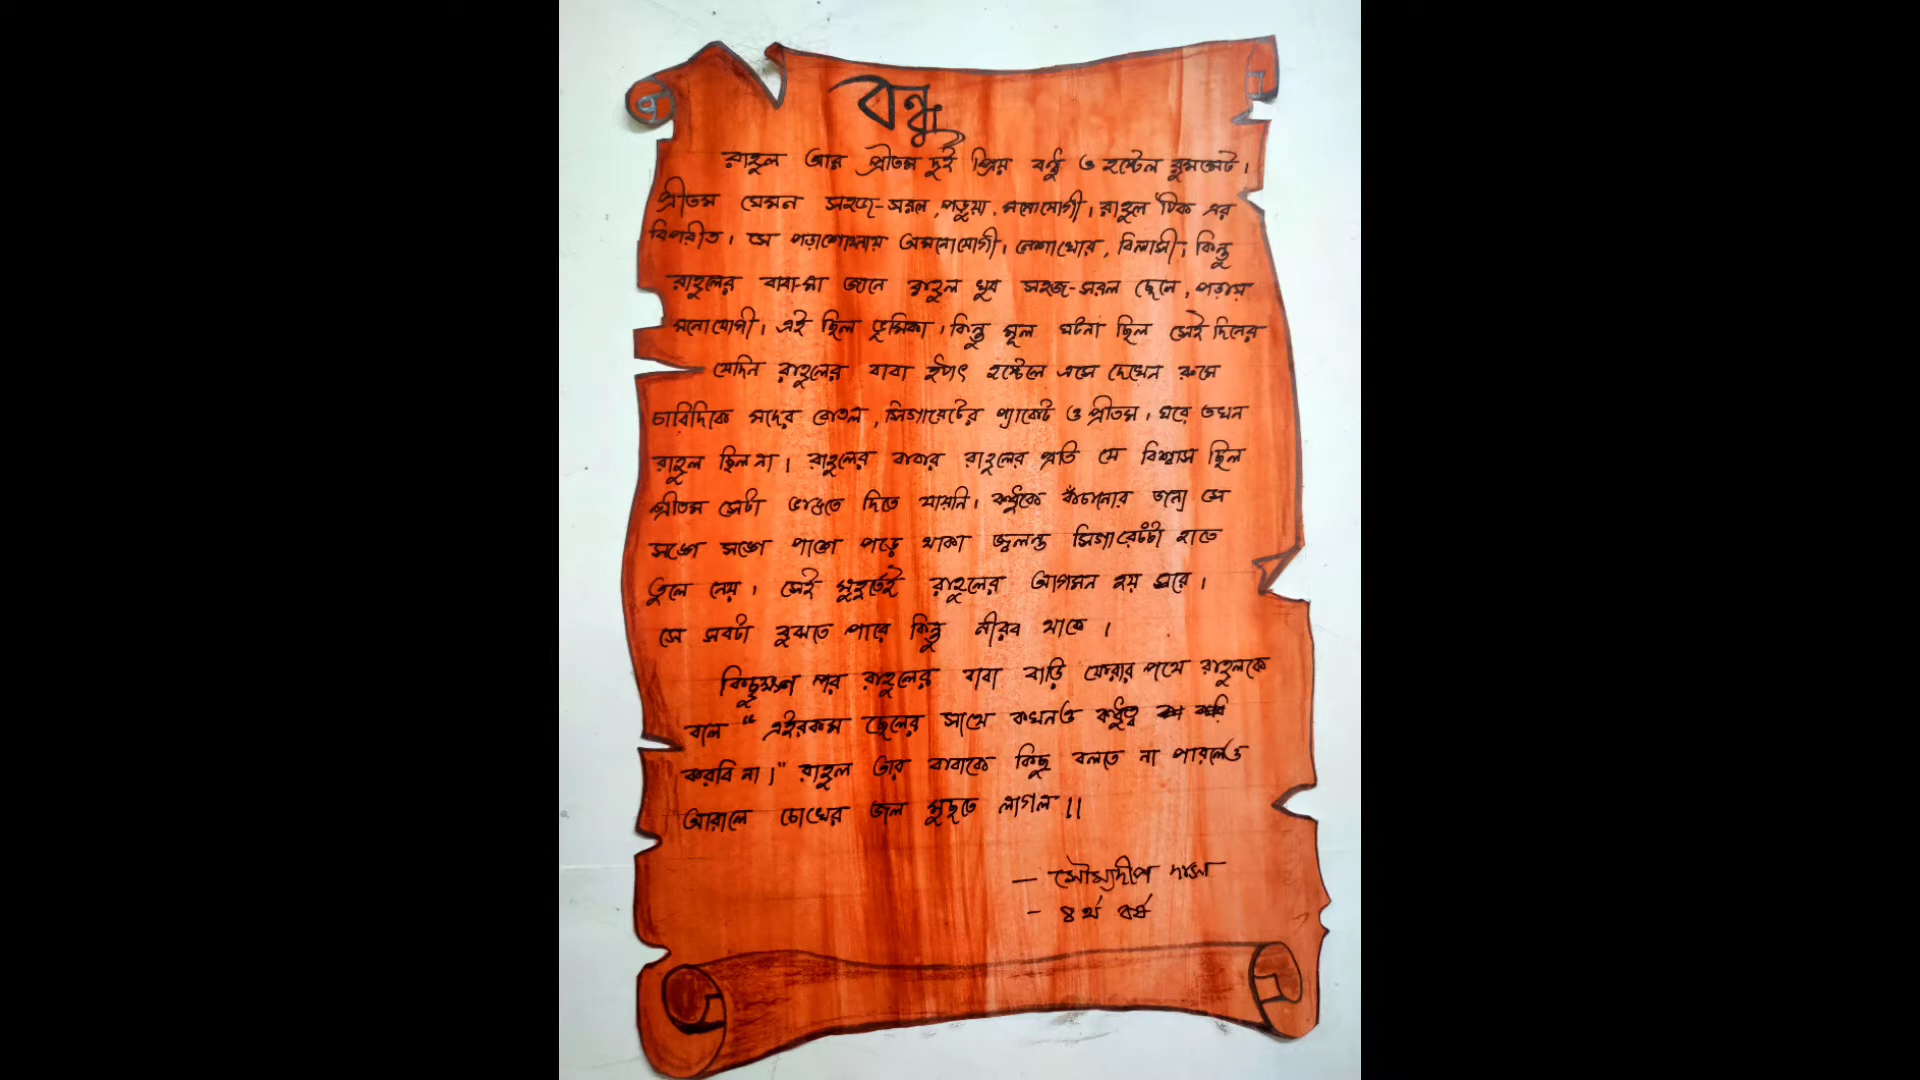 বন্ধু
রাহুল আর প্রীতম দুই প্রিয় বন্ধু ও হস্টেল রুমমেট।
প্রীতম যেমন সহজ-সরল, পড়ুয়া, মনোযোগী। রাহুল ঠিক এর
বিপরীত। সে পড়াশোনায় অমনোযোগী, নেশাখোর, বিলাসী; কিন্তু
রাহুলের বাবা-মা জানে রাহুল খুব সহজ-সরল ছেলে, পড়ায়
মনোযোগী। এই ছিল ভূমিকা। কিন্তু মূল ঘটনা ছিল সেই দিনের
যেদিন রাহুলের বাবা হঠাৎ হস্টেলে এসে দেখেন রুমে
চারিদিকে মদের বোতল, সিগারেটের প্যাকেট ও প্রীতম। ঘরে তখন
রাহুল ছিল না। রাহুলের বাবার রাহুলের প্রতি যে বিশ্বাস ছিল
প্রীতম সেটা ভাঙতে দিতে চায়নি। বন্ধুকে বাঁচানোর জন্যে সে
সঙ্গে সঙ্গে পাশে পড়ে থাকা জ্বলন্ত সিগারেটটা হাতে
তুলে নেয়। সেই মুহূর্তেই রাহুলের আগমন হয় ঘরে।
সে সবটা বুঝতে পারে কিন্তু নীরব থাকে।
কিছুক্ষণ পর রাহুলের বাবা বাড়ি ফেরার পথে রাহুলকে
বলে "এইরকম ছেলের সাথে কখনও বন্ধুত্ব
করবি না।" রাহুল তার বাবাকে কিছু বলতে না পারলেও
আরালে চোখের জল মুছতে লাগল।।
— সৌম্যদীপ দাস
- ৪র্থ বর্ষ